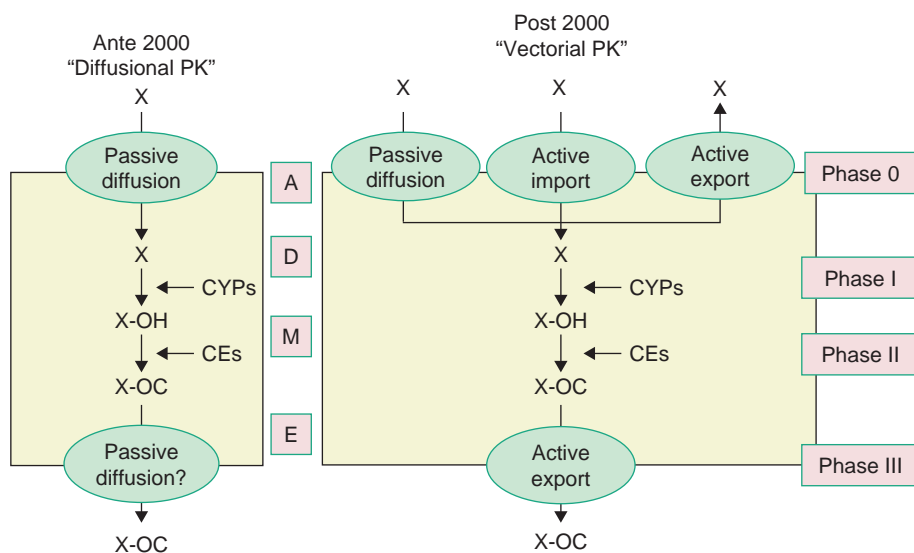 Ante 2000
“Diffusional PK”
X
Passive
diffusion
X
CYPs
X-OH
CEs
X-OC
Passive
diffusion?
X-OC
A
D
M
E
Post 2000
“Vectorial PK”
X
X
X
Passive
diffusion
Active
import
Active
export
X
CYPs
X-OH
CEs
X-OC
Active
export
X-OC
Phase 0
Phase I
Phase II
Phase III